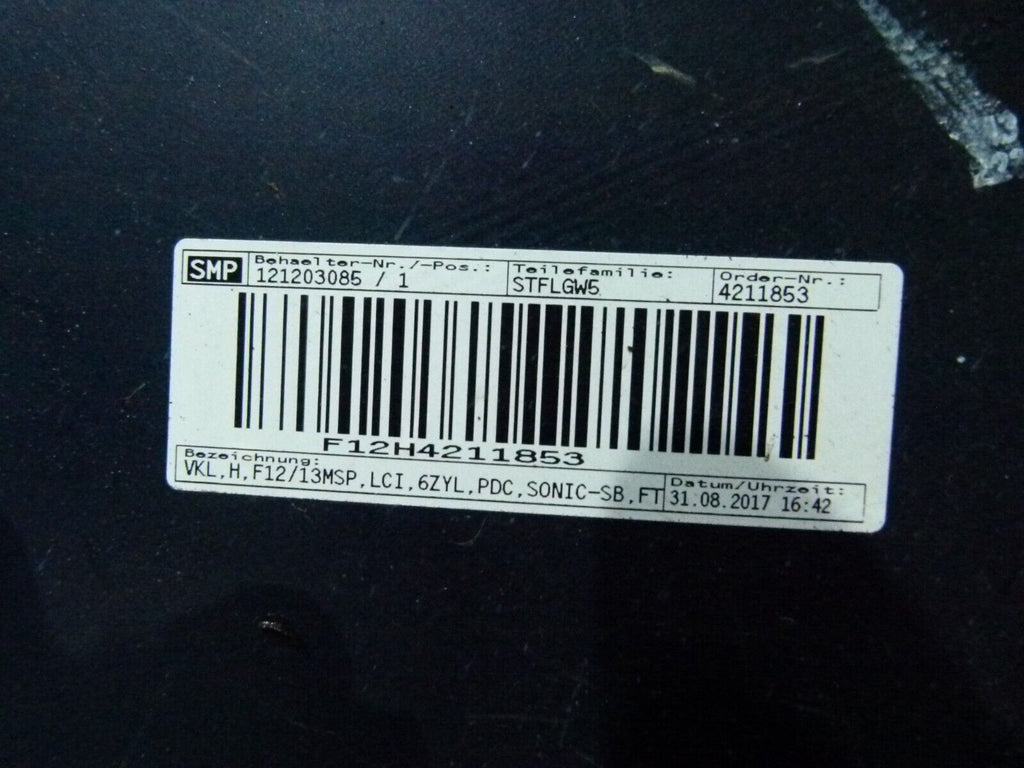 SMP
Behaelter-Nr./-Pos.:
121203085 / 1
Teilefamilie:
STFLGW5
Order-Nr.:
4211853
F12H4211853
Bezeichnung:
VKL,H,F12/13MSP,LCI,6ZYL,PDC,SONIC-SB,FT
Datum/Uhrzeit:
31.08.2017 16:42